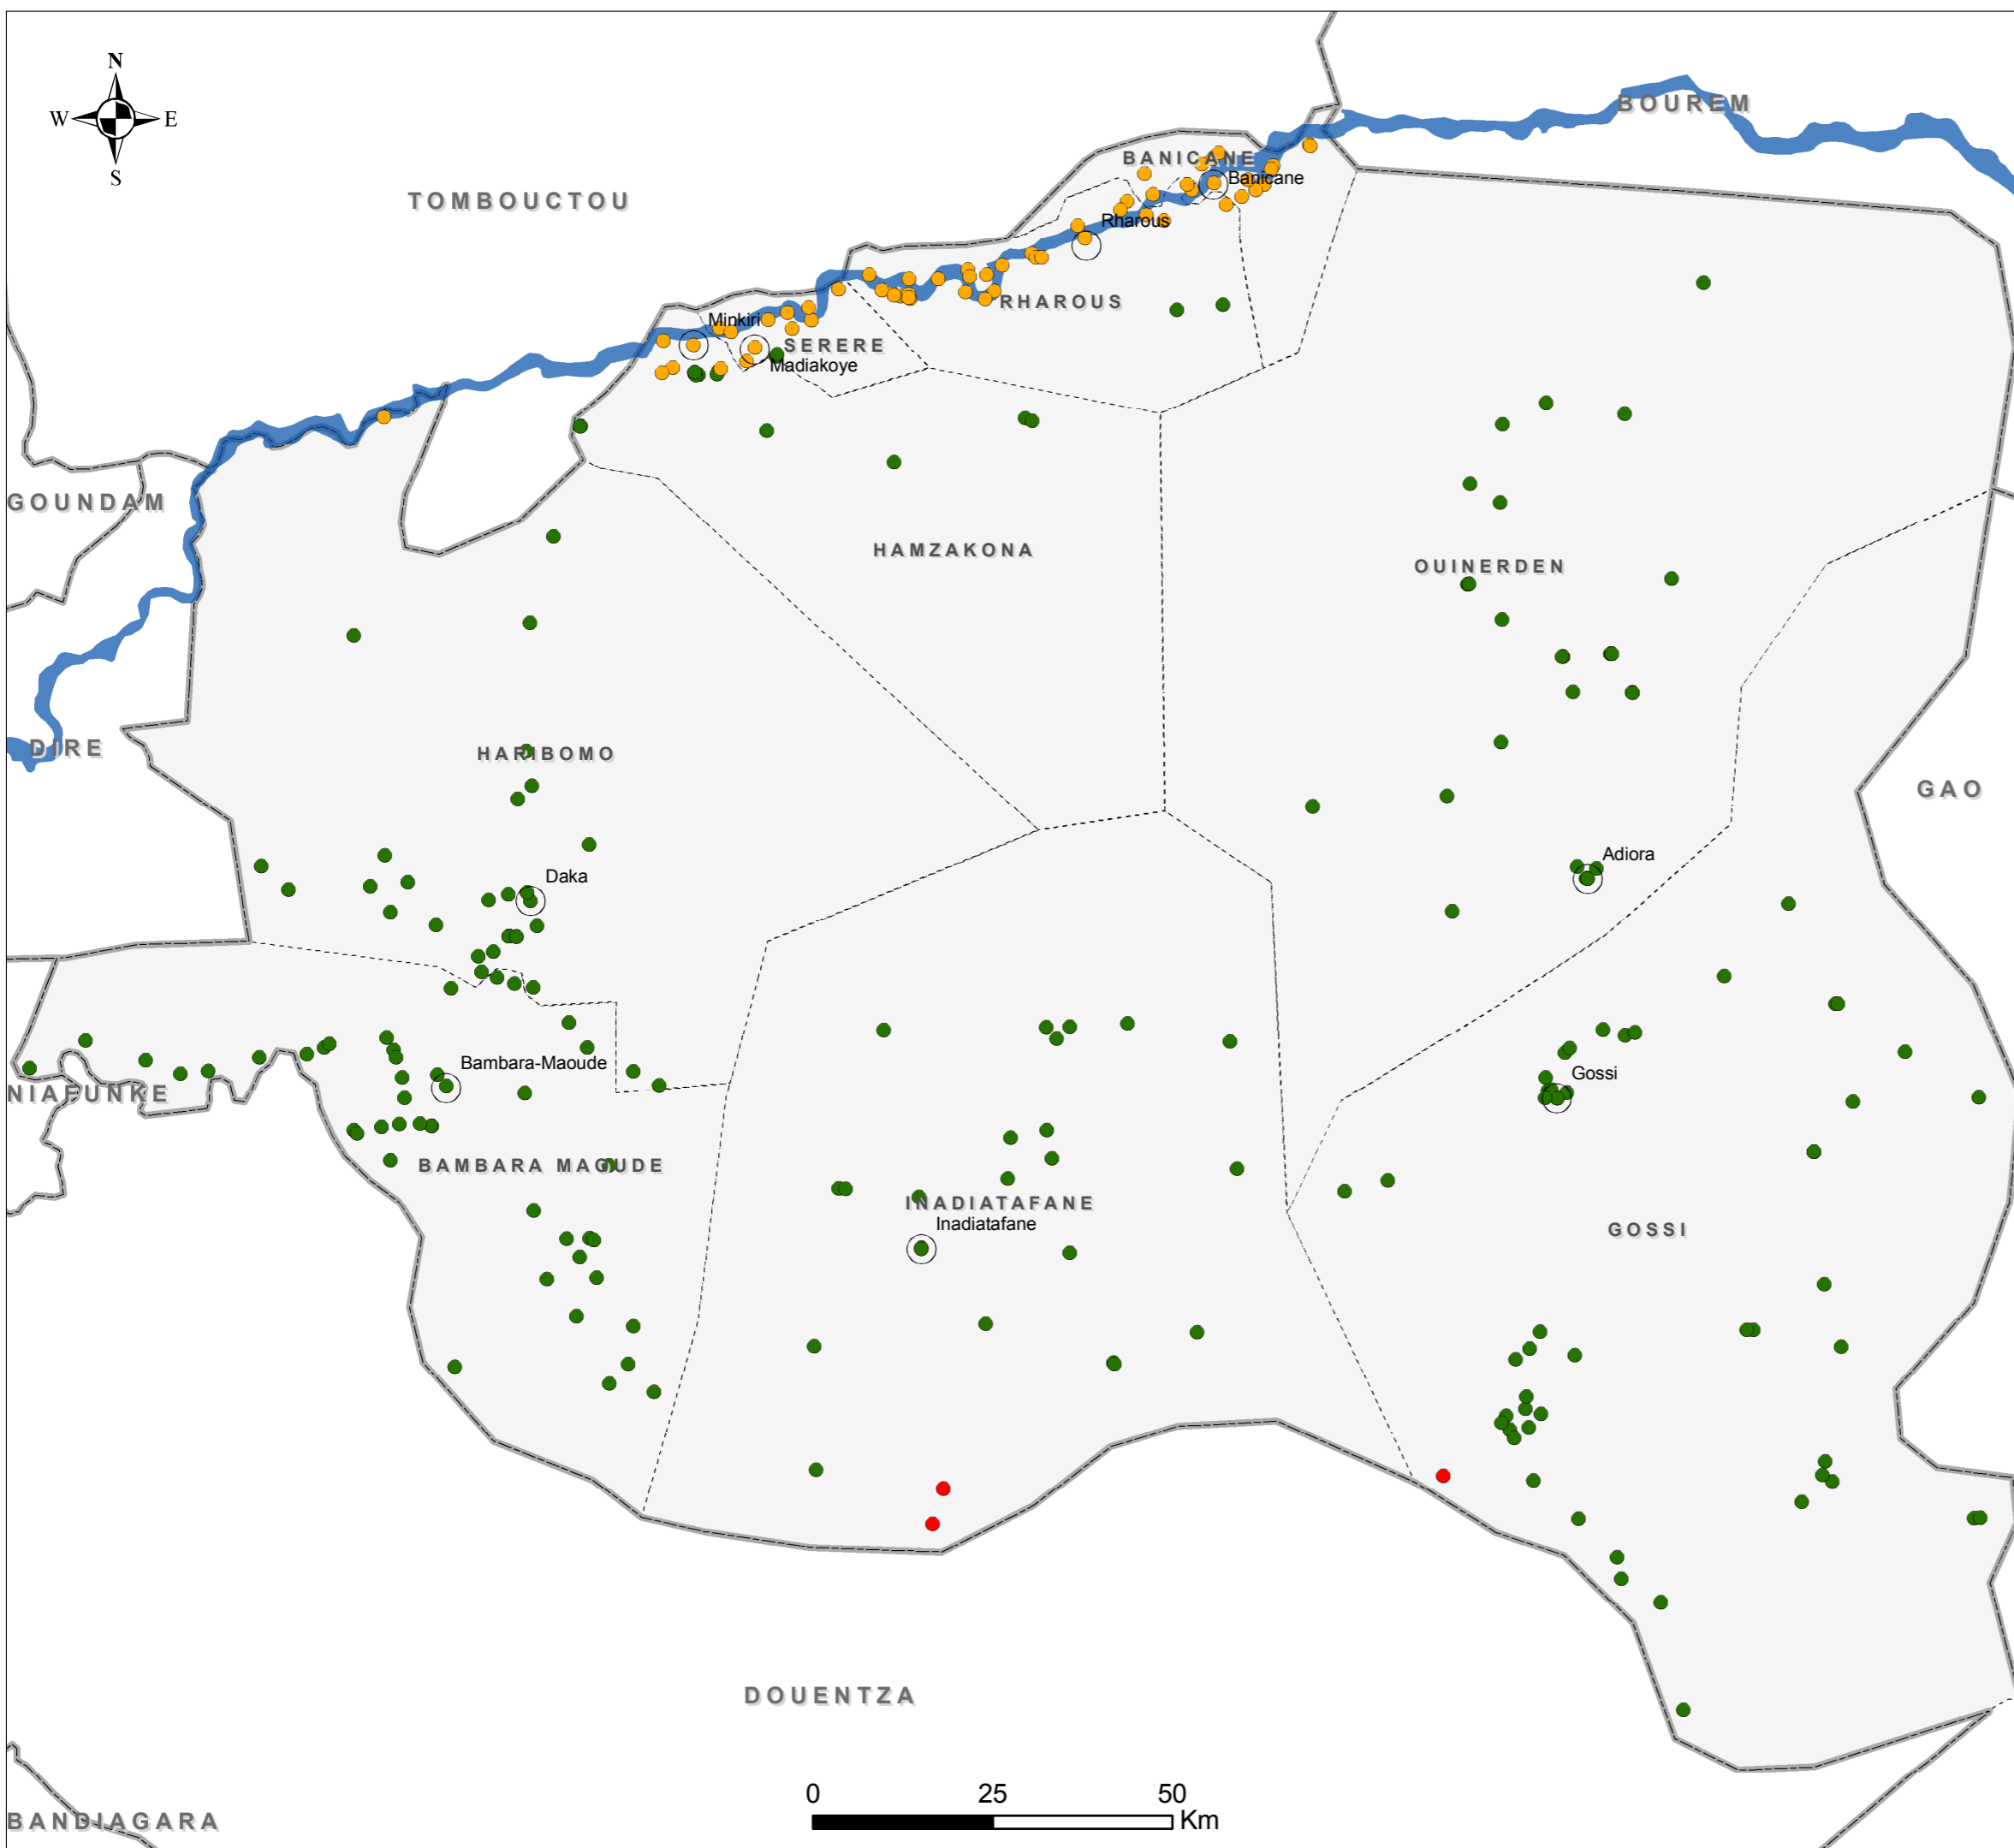 N
W E
S
BOUREM
BANICANE
Banicane
TOMBOUCTOU
Rharous
RHAROUS
Minkiri
SERERE
Madiakoye
GOUNDAM
HAMZAKONA
OUINERDEN
DIRE
HARIBOMO
GAO
Adiora
Daka
Bambara-Maoude
Gossi
NIAFUNKE
BAMBARA MAOUDE
INADIATAFANE
Inadiatafane
GOSSI
DOUENTZA
0 25 50
Km
BANDIAGARA